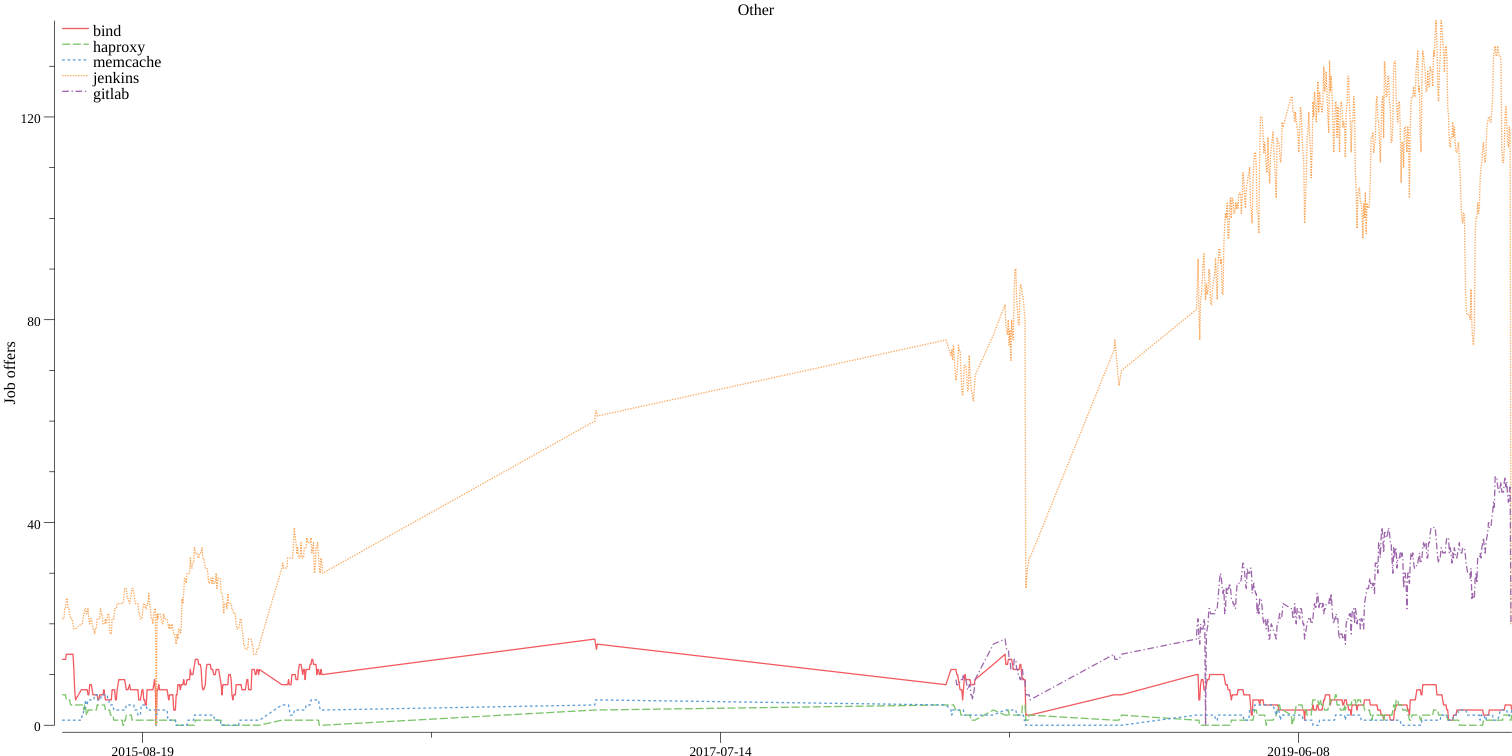 Other
bind
haproxy
memcache
jenkins
gitlab
120
80
40
0
Job offers
2015-08-19
2017-07-14
2019-06-08